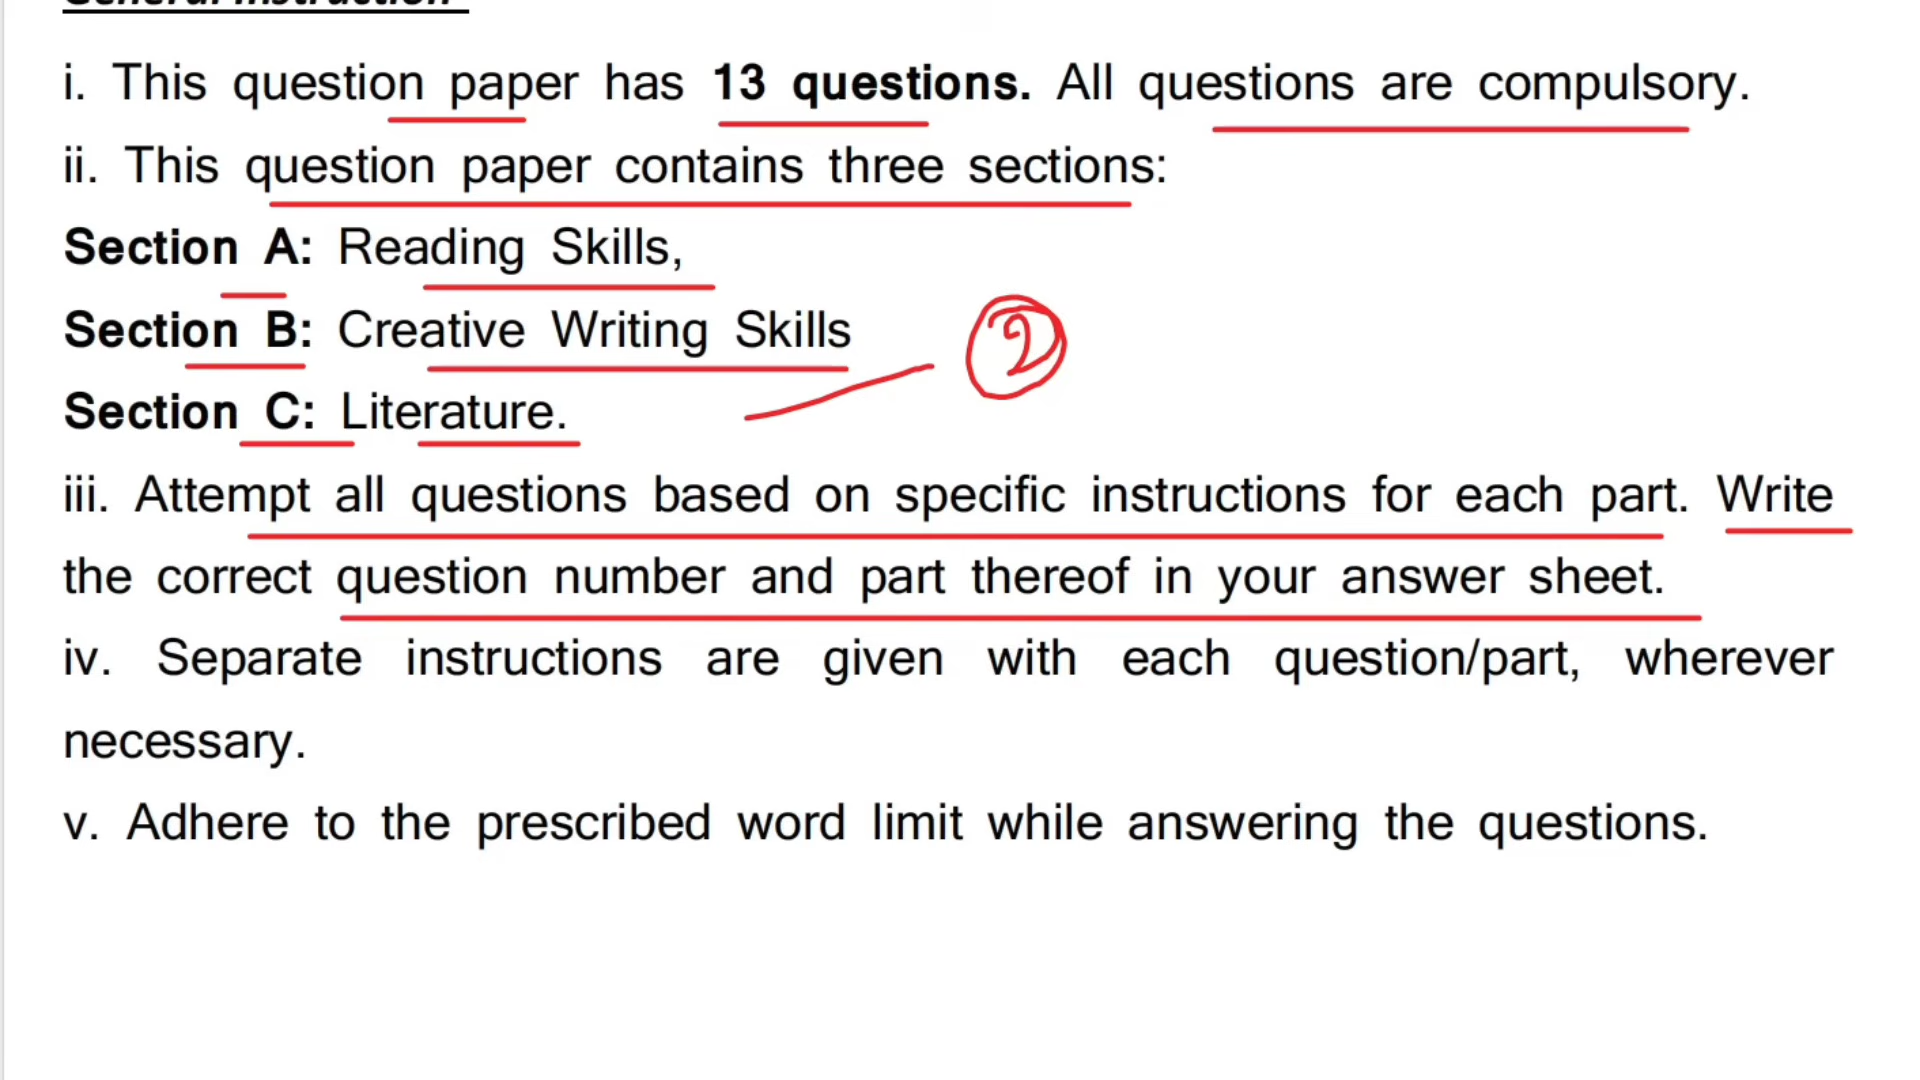 General Instruction
i. This question paper has 13 questions. All questions are compulsory.
ii. This question paper contains three sections:
Section A: Reading Skills,
Section B: Creative Writing Skills
2
Section C: Literature.
iii. Attempt all questions based on specific instructions for each part. Write
the correct question number and part thereof in your answer sheet.
iv. Separate instructions are given with each question/part, wherever
necessary.
v. Adhere to the prescribed word limit while answering the questions.